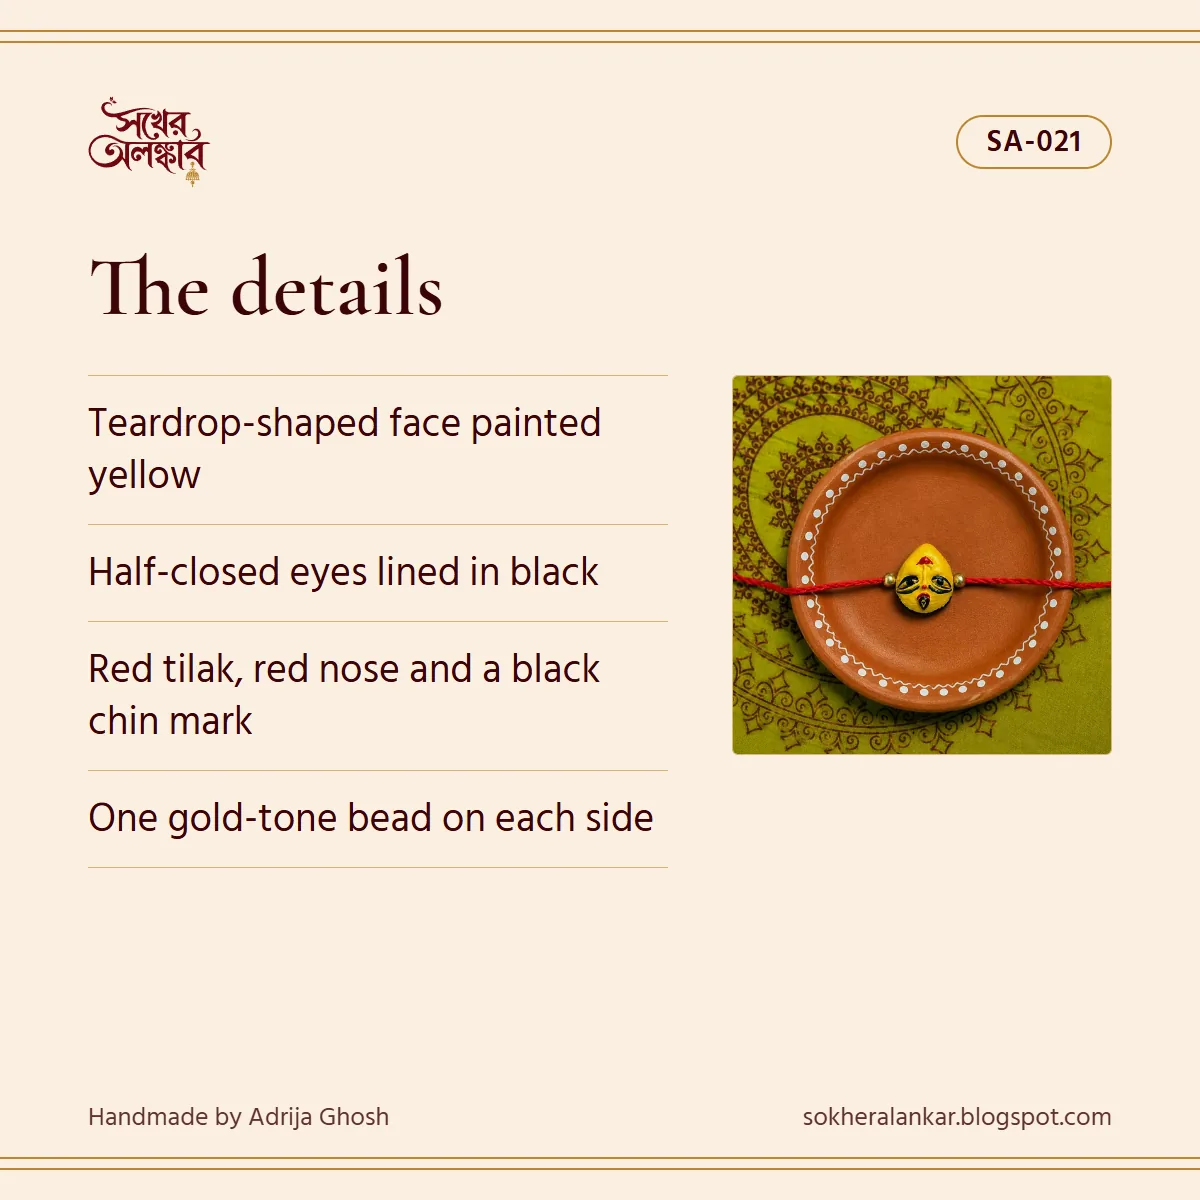 সখের
অলঙ্কার
SA-021
The details
Teardrop-shaped face painted
yellow
Half-closed eyes lined in black
Red tilak, red nose and a black
chin mark
One gold-tone bead on each side
Handmade by Adrija Ghosh
sokheralankar.blogspot.com